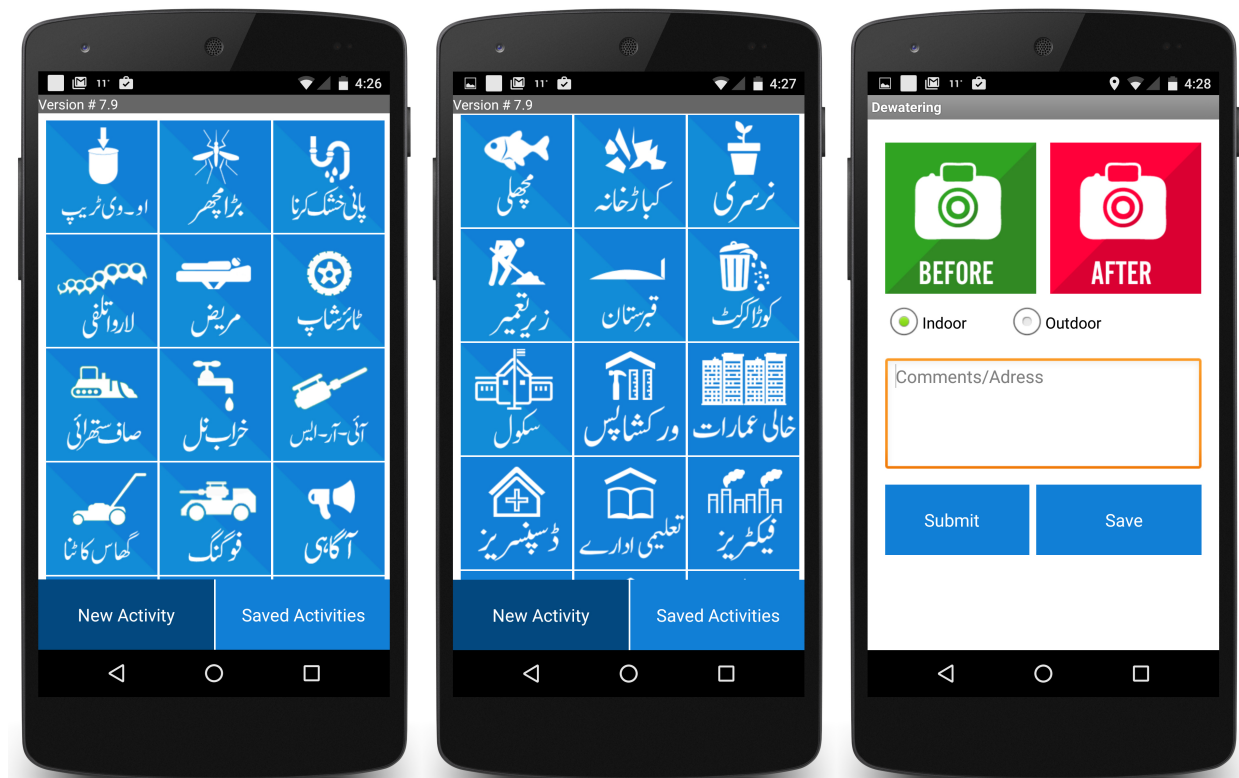 4:26
Version # 7.9
او-وی ٹریپ
بڑا مچھر
پانی خشک کرنا
لاروا تلفی
مریض
ٹائر شاپ
صاف ستھرائی
خراب نل
آئی-آر-ایس
گھاس کاٹنا
فوگنگ
آگاہی
New Activity
Saved Activities
4:27
Version # 7.9
مچھلی
کباڑخانہ
نرسری
زیر تعمیر
قبرستان
کوڑا کرکٹ
سکول
ورکشاپس
خالی عمارات
ڈسپنسریز
تعلیمی ادارے
فیکٹریز
New Activity
Saved Activities
4:28
Dewatering
BEFORE
AFTER
Indoor
Outdoor
Comments/Adress
Submit
Save